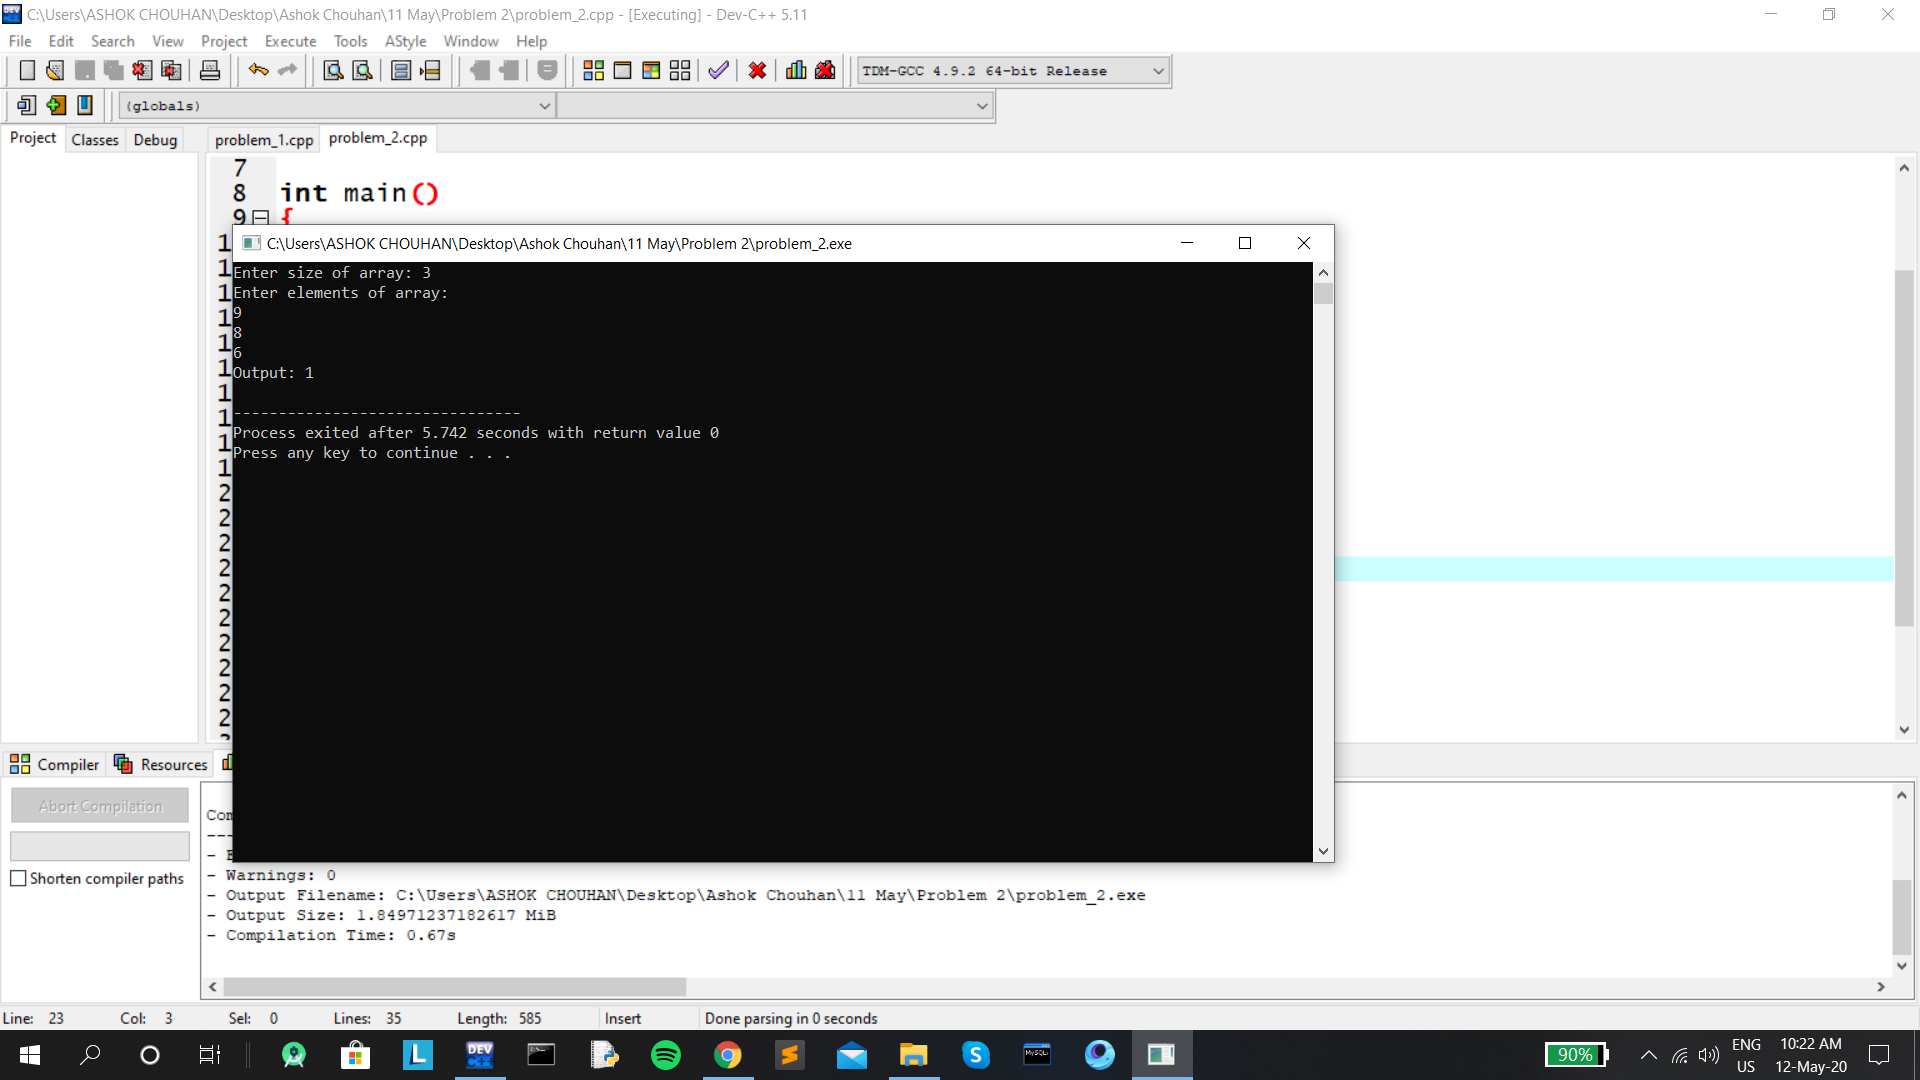 C:\Users\ASHOK CHOUHAN\Desktop\Ashok Chouhan\11 May\Problem 2\problem_2.cpp - [Executing] - Dev-C++ 5.11
File Edit Search View Project Execute Tools AStyle Window Help
TDM-GCC 4.9.2 64-bit Release
(globals)
Project Classes Debug problem_1.cpp problem_2.cpp
7
8 int main()
9 {
C:\Users\ASHOK CHOUHAN\Desktop\Ashok Chouhan\11 May\Problem 2\problem_2.exe
Enter size of array: 3
Enter elements of array:
9
8
6
Output: 1
--------------------------------
Process exited after 5.742 seconds with return value 0
Press any key to continue . . .
Compiler Resources
Abort Compilation
Shorten compiler paths
- Warnings: 0
- Output Filename: C:\Users\ASHOK CHOUHAN\Desktop\Ashok Chouhan\11 May\Problem 2\problem_2.exe
- Output Size: 1.84971237182617 MiB
- Compilation Time: 0.67s
Line: 23 Col: 3 Sel: 0 Lines: 35 Length: 585 Insert Done parsing in 0 seconds
90% ENG US 10:22 AM 12-May-20